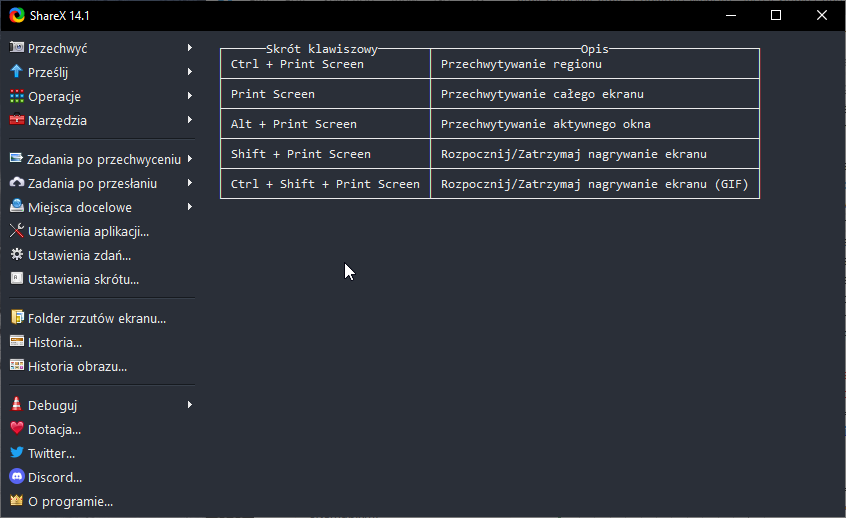 ShareX 14.1
Przechwyć
Prześlij
Operacje
Narzędzia
Zadania po przechwyceniu
Zadania po przesłaniu
Miejsca docelowe
Ustawienia aplikacji...
Ustawienia zdań...
Ustawienia skrótu...
Folder zrzutów ekranu...
Historia...
Historia obrazu...
Debuguj
Dotacja...
Twitter...
Discord...
O programie...
Skrót klawiszowy Opis
Ctrl + Print Screen Przechwytywanie regionu
Print Screen Przechwytywanie całego ekranu
Alt + Print Screen Przechwytywanie aktywnego okna
Shift + Print Screen Rozpocznij/Zatrzymaj nagrywanie ekranu
Ctrl + Shift + Print Screen Rozpocznij/Zatrzymaj nagrywanie ekranu (GIF)